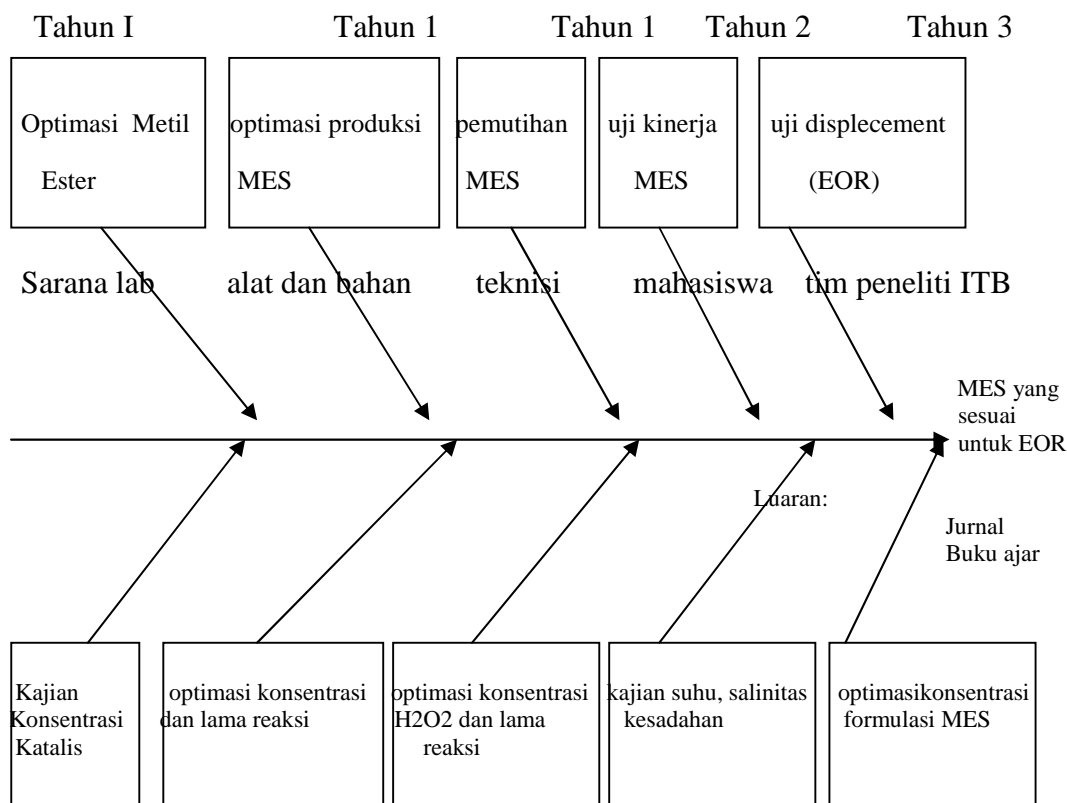 Tahun I Tahun 1 Tahun 1 Tahun 2 Tahun 3
Optimasi Metil
Ester
optimasi produksi
MES
pemutihan
MES
uji kinerja
MES
uji displecement
(EOR)
Sarana lab alat dan bahan teknisi mahasiswa tim peneliti ITB
MES yang
sesuai
untuk EOR
Luaran:
Jurnal
Buku ajar
Kajian
Konsentrasi
Katalis
optimasi konsentrasi
dan lama reaksi
optimasi konsentrasi
H2O2 dan lama
reaksi
kajian suhu, salinitas
kesadahan
optimasikonsentrasi
formulasi MES